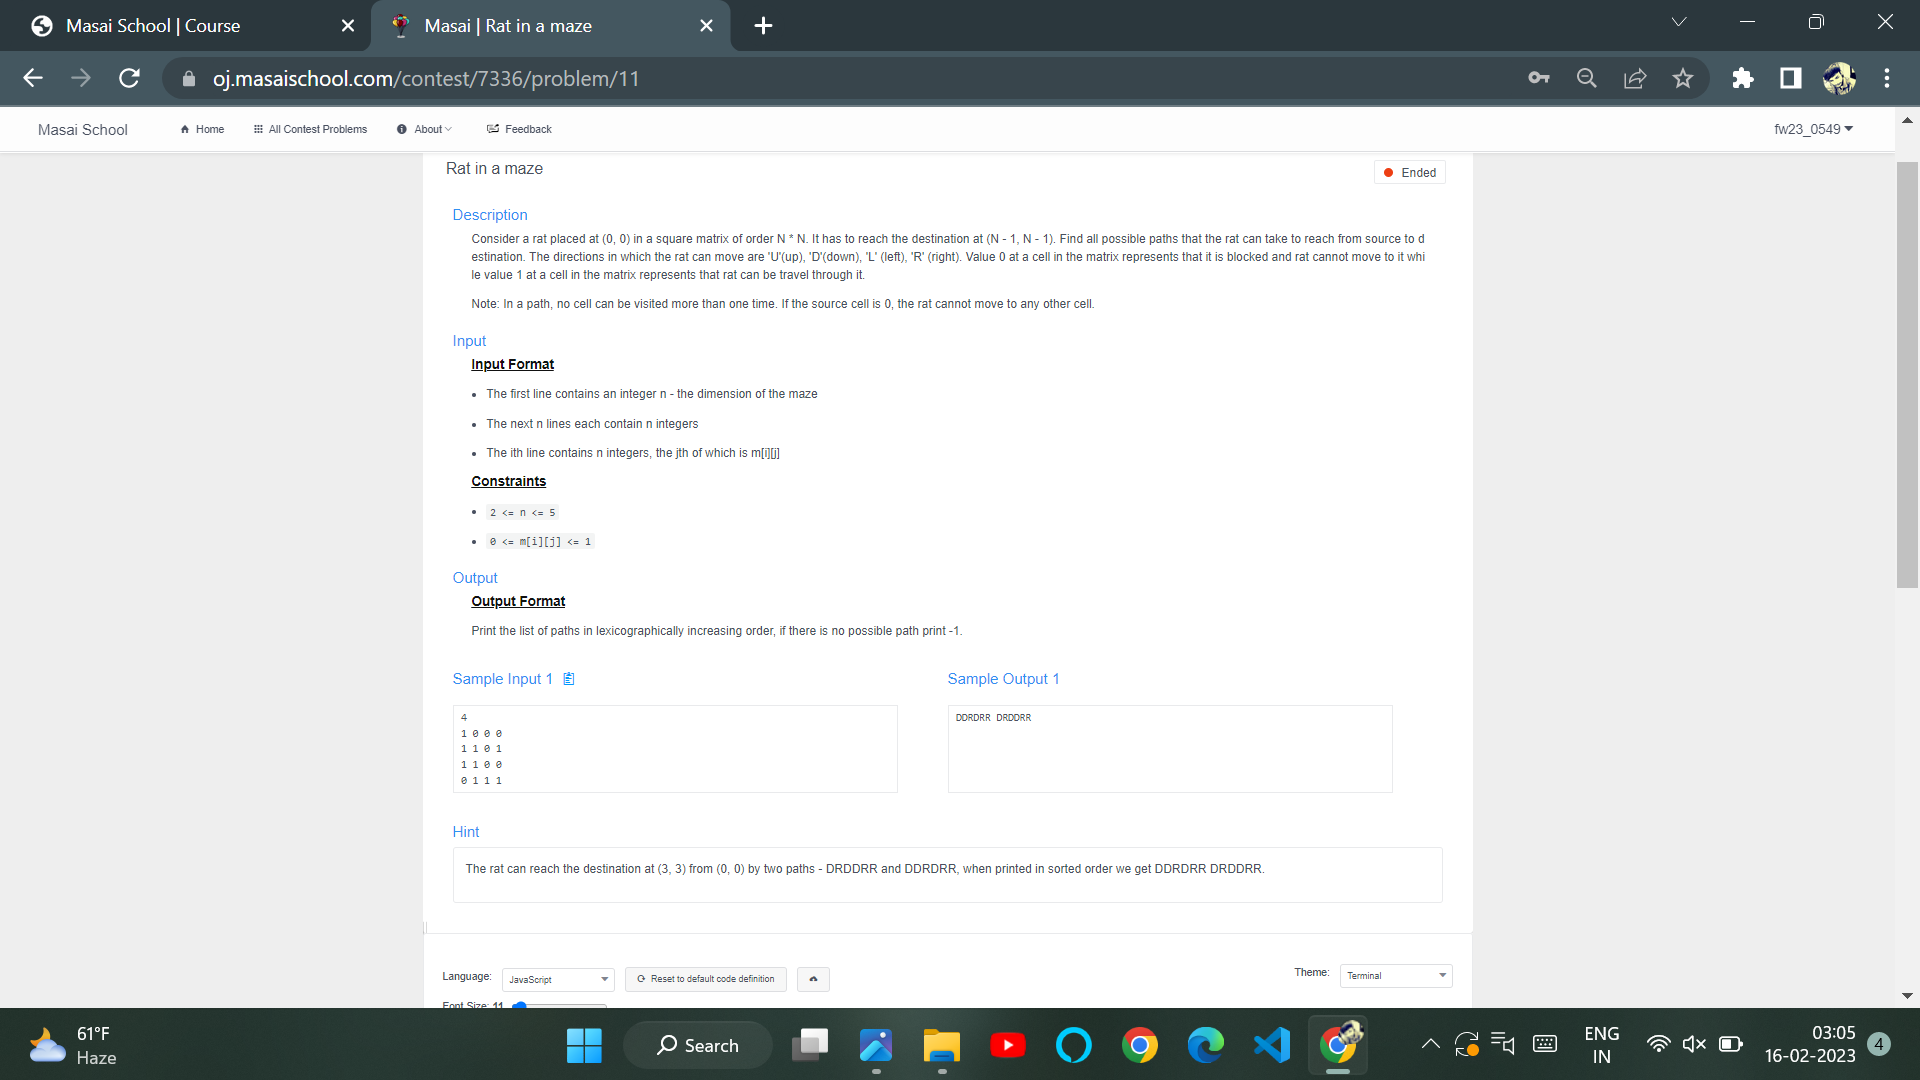 Masai School | Course
Masai | Rat in a maze
oj.masaischool.com/contest/7336/problem/11
Masai School
Home
All Contest Problems
About
Feedback
fw23_0549
Rat in a maze
Ended
Description
Consider a rat placed at (0, 0) in a square matrix of order N * N. It has to reach the destination at (N - 1, N - 1). Find all possible paths that the rat can take to reach from source to d
estination. The directions in which the rat can move are 'U'(up), 'D'(down), 'L' (left), 'R' (right). Value 0 at a cell in the matrix represents that it is blocked and rat cannot move to it whi
le value 1 at a cell in the matrix represents that rat can be travel through it.
Note: In a path, no cell can be visited more than one time. If the source cell is 0, the rat cannot move to any other cell.
Input
Input Format
The first line contains an integer n - the dimension of the maze
The next n lines each contain n integers
The ith line contains n integers, the jth of which is m[i][j]
Constraints
2 <= n <= 5
0 <= m[i][j] <= 1
Output
Output Format
Print the list of paths in lexicographically increasing order, if there is no possible path print -1.
Sample Input 1
4
1 0 0 0
1 1 0 1
1 1 0 0
0 1 1 1
Sample Output 1
DDRDRR DRDDRR
Hint
The rat can reach the destination at (3, 3) from (0, 0) by two paths - DRDDRR and DDRDRR, when printed in sorted order we get DDRDRR DRDDRR.
Language:
JavaScript
Reset to default code definition
Theme:
Terminal
Font Size: 11
61°F
Haze
Search
ENG
IN
03:05
16-02-2023
4